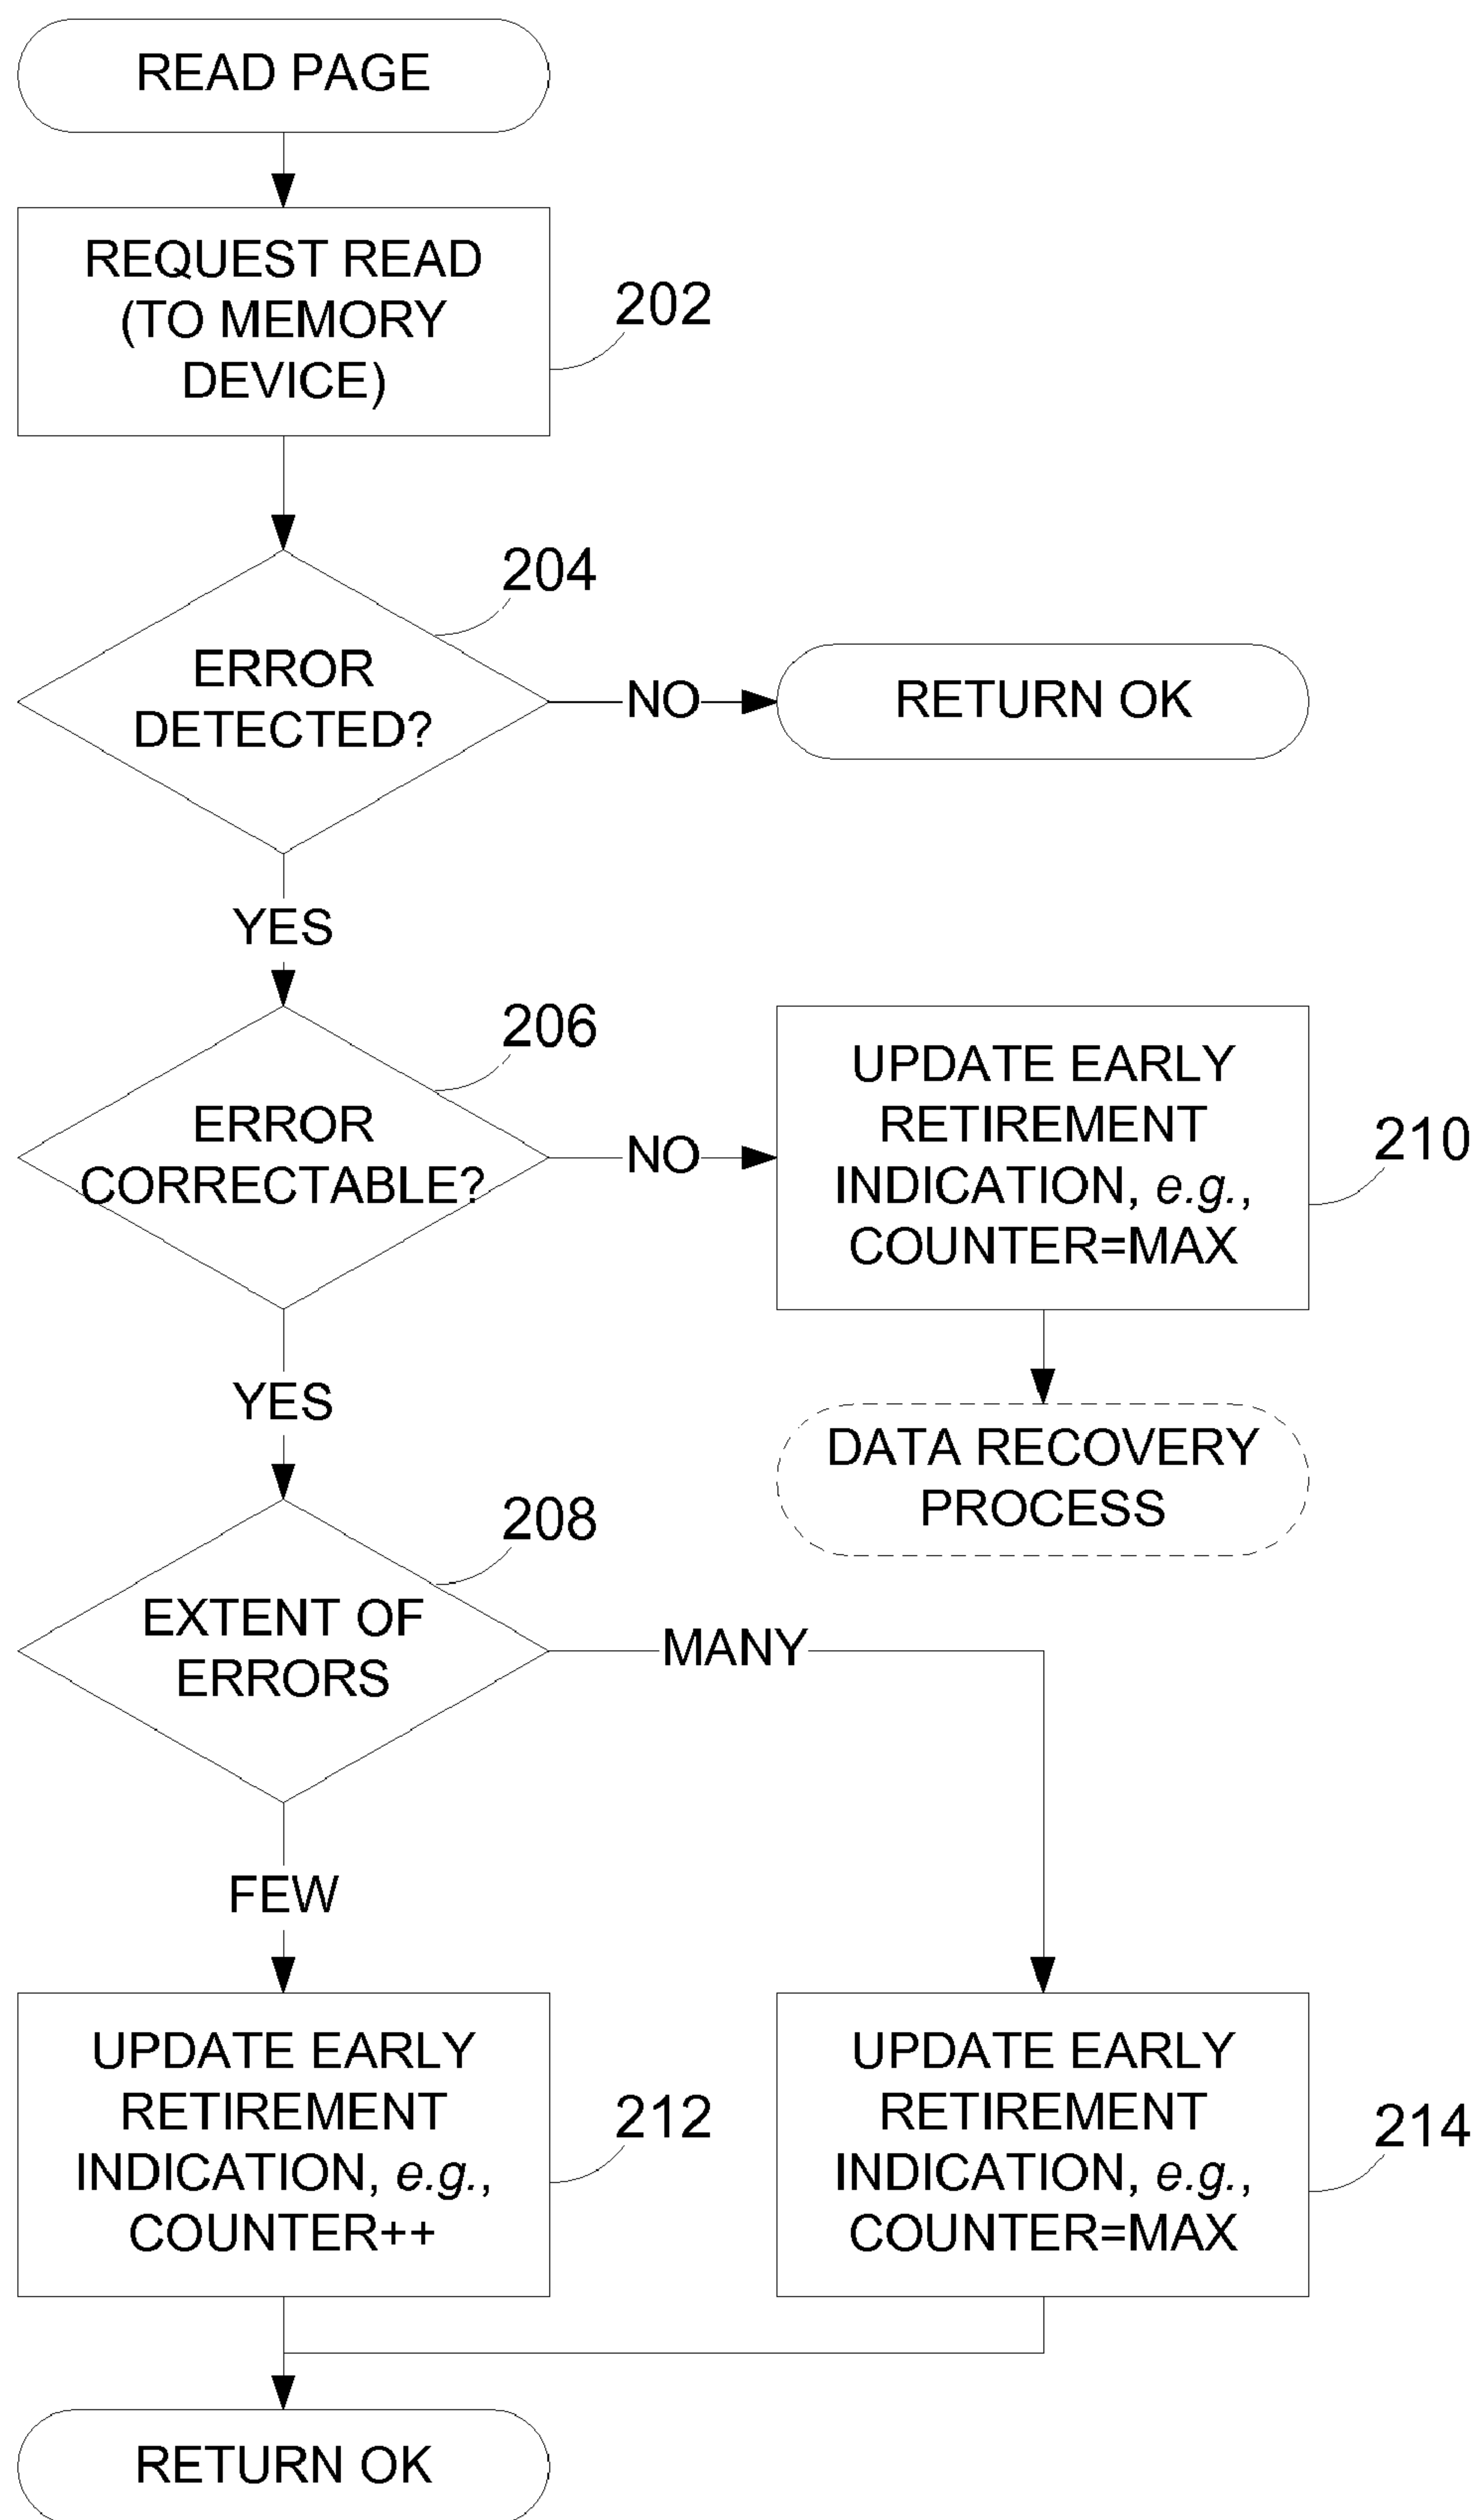 READ PAGE
REQUEST READ
(TO MEMORY
DEVICE)
202
204
ERROR
DETECTED?
NO
RETURN OK
YES
206
ERROR
CORRECTABLE?
NO
UPDATE EARLY
RETIREMENT
INDICATION, e.g.,
COUNTER=MAX
210
YES
DATA RECOVERY
PROCESS
208
EXTENT OF
ERRORS
MANY
FEW
UPDATE EARLY
RETIREMENT
INDICATION, e.g.,
COUNTER++
212
UPDATE EARLY
RETIREMENT
INDICATION, e.g.,
COUNTER=MAX
214
RETURN OK